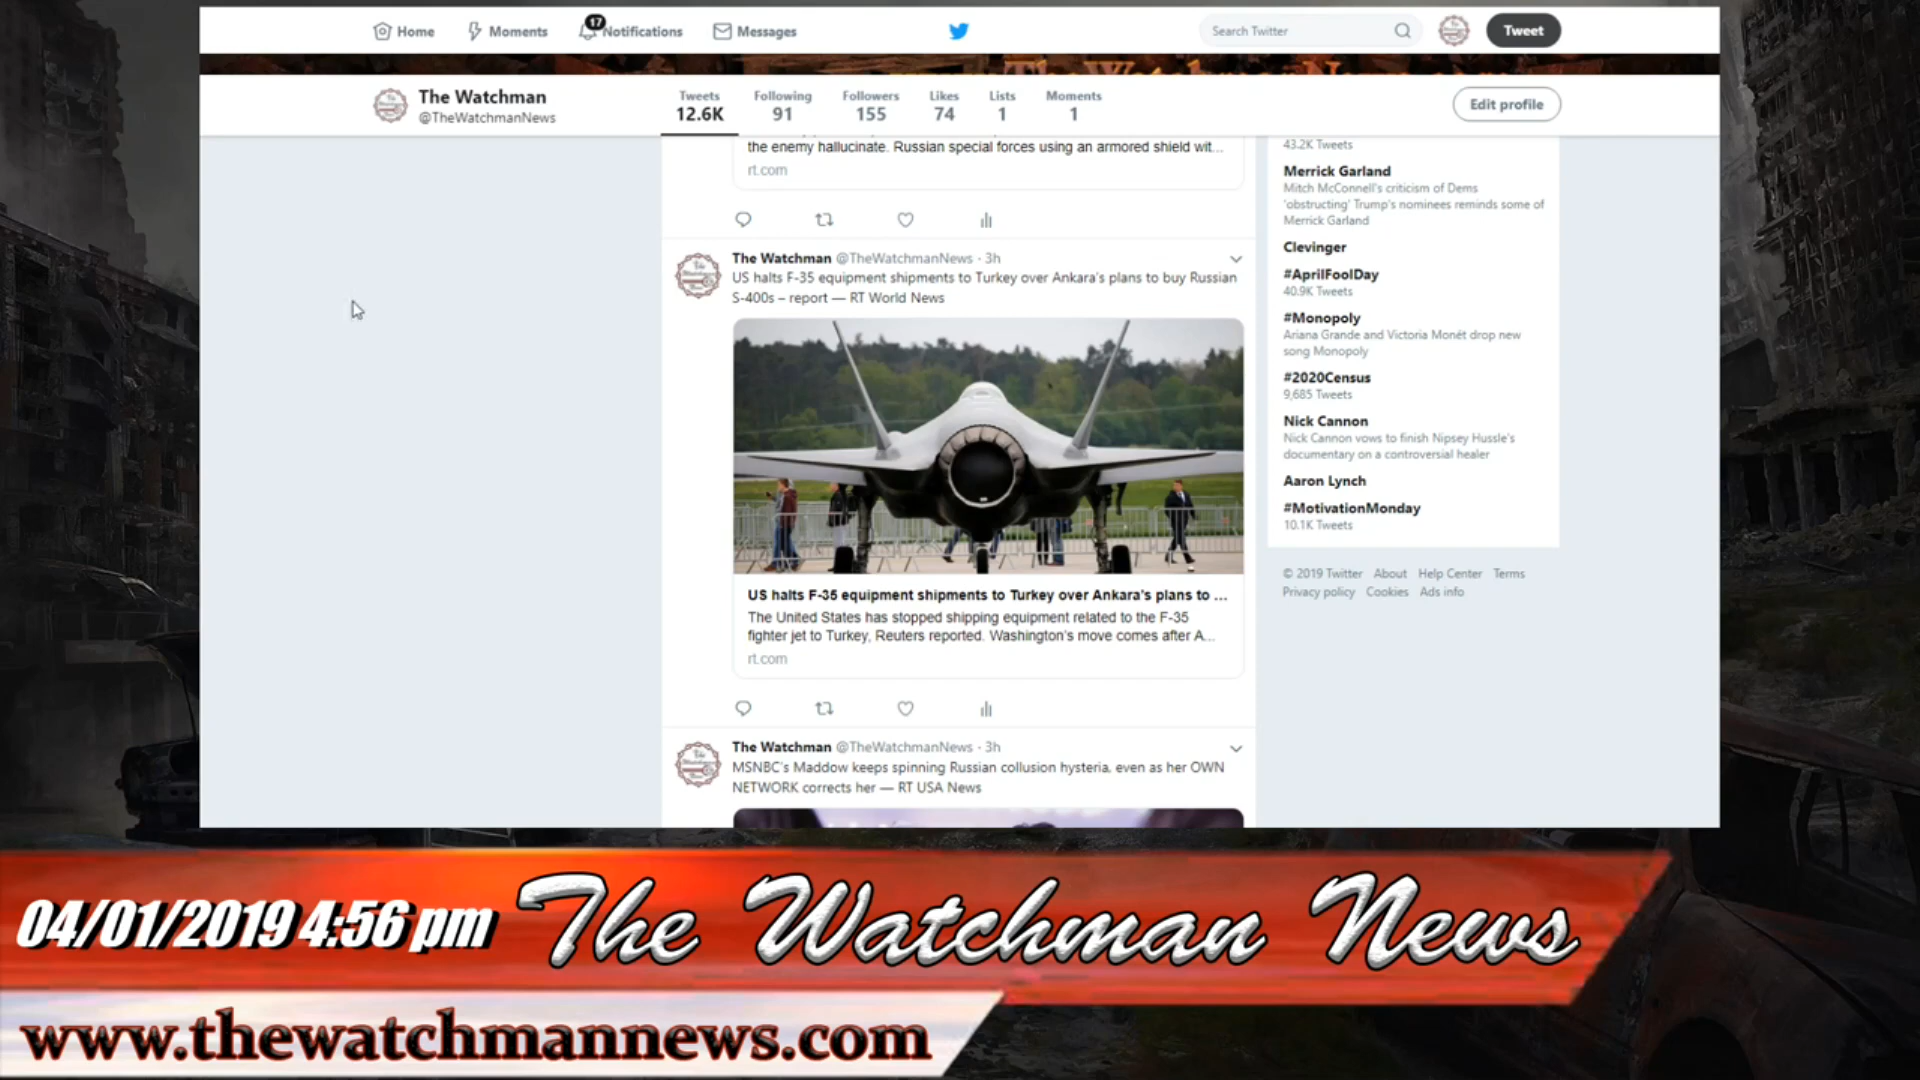 Home
Moments
17
Notifications
Messages
Search Twitter
Tweet
The Watchman
@TheWatchmanNews
Tweets
12.6K
Following
91
Followers
155
Likes
74
Lists
1
Moments
1
Edit profile
the enemy hallucinate. Russian special forces using an armored shield wit...
rt.com
The Watchman @TheWatchmanNews · 3h
US halts F-35 equipment shipments to Turkey over Ankara's plans to buy Russian
S-400s – report — RT World News
US halts F-35 equipment shipments to Turkey over Ankara's plans to ...
The United States has stopped shipping equipment related to the F-35
fighter jet to Turkey, Reuters reported. Washington's move comes after A...
rt.com
The Watchman @TheWatchmanNews · 3h
MSNBC's Maddow keeps spinning Russian collusion hysteria, even as her OWN
NETWORK corrects her — RT USA News
43.2K Tweets
Merrick Garland
Mitch McConnell's criticism of Dems
'obstructing' Trump's nominees reminds some of
Merrick Garland
Clevinger
#AprilFoolDay
40.9K Tweets
#Monopoly
Ariana Grande and Victoria Monét drop new
song Monopoly
#2020Census
9,685 Tweets
Nick Cannon
Nick Cannon vows to finish Nipsey Hussle's
documentary on a controversial healer
Aaron Lynch
#MotivationMonday
10.1K Tweets
© 2019 Twitter About Help Center Terms
Privacy policy Cookies Ads info
04/01/2019 4:56 pm
The Watchman News
www.thewatchmannews.com